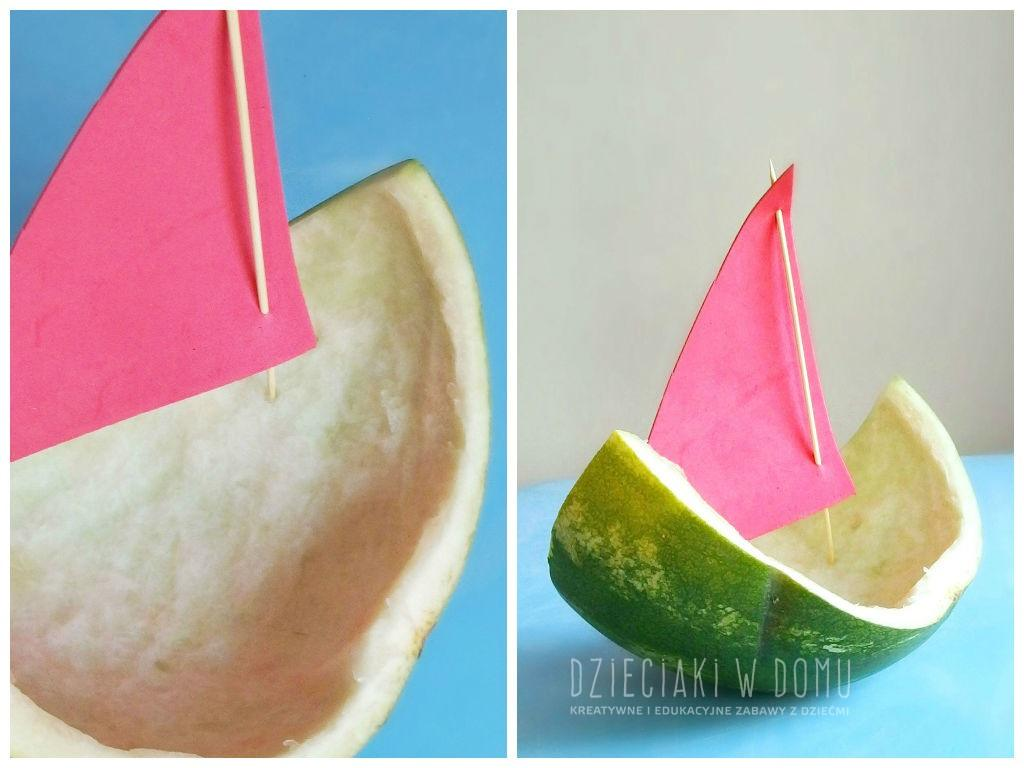 DZIECIAKI W DOMU
KREATYWNE I EDUKACYJNE ZABAWY Z DZIEĆMI